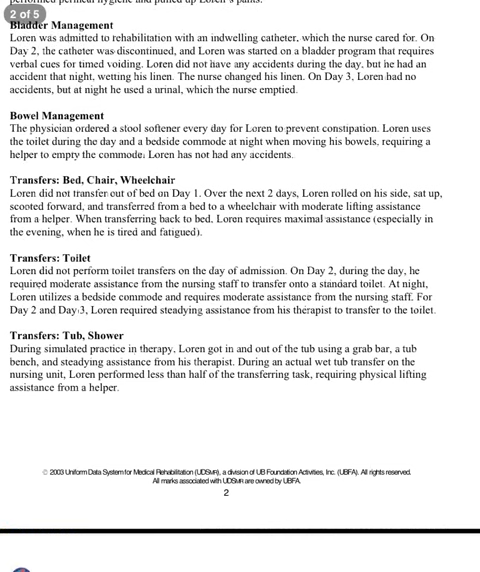 performed perineal hygiene and pulled up Loren's pants.
2 of 5
Bladder Management
Loren was admitted to rehabilitation with an indwelling catheter, which the nurse cared for. On
Day 2, the catheter was discontinued, and Loren was started on a bladder program that requires
verbal cues for timed voiding. Loren did not have any accidents during the day, but he had an
accident that night, wetting his linen. The nurse changed his linen. On Day 3, Loren had no
accidents, but at night he used a urinal, which the nurse emptied.
Bowel Management
The physician ordered a stool softener every day for Loren to prevent constipation. Loren uses
the toilet during the day and a bedside commode at night when moving his bowels, requiring a
helper to empty the commode. Loren has not had any accidents.
Transfers: Bed, Chair, Wheelchair
Loren did not transfer out of bed on Day 1. Over the next 2 days, Loren rolled on his side, sat up,
scooted forward, and transferred from a bed to a wheelchair with moderate lifting assistance
from a helper. When transferring back to bed, Loren requires maximal assistance (especially in
the evening, when he is tired and fatigued).
Transfers: Toilet
Loren did not perform toilet transfers on the day of admission. On Day 2, during the day, he
required moderate assistance from the nursing staff to transfer onto a standard toilet. At night,
Loren utilizes a bedside commode and requires moderate assistance from the nursing staff. For
Day 2 and Day 3, Loren required steadying assistance from his therapist to transfer to the toilet.
Transfers: Tub, Shower
During simulated practice in therapy, Loren got in and out of the tub using a grab bar, a tub
bench, and steadying assistance from his therapist. During an actual wet tub transfer on the
nursing unit, Loren performed less than half of the transferring task, requiring physical lifting
assistance from a helper.
© 2003 Uniform Data System for Medical Rehabilitation (UDSMR), a division of UB Foundation Activities, Inc. (UBFA). All rights reserved.
All marks associated with UDSMR are owned by UBFA.
2